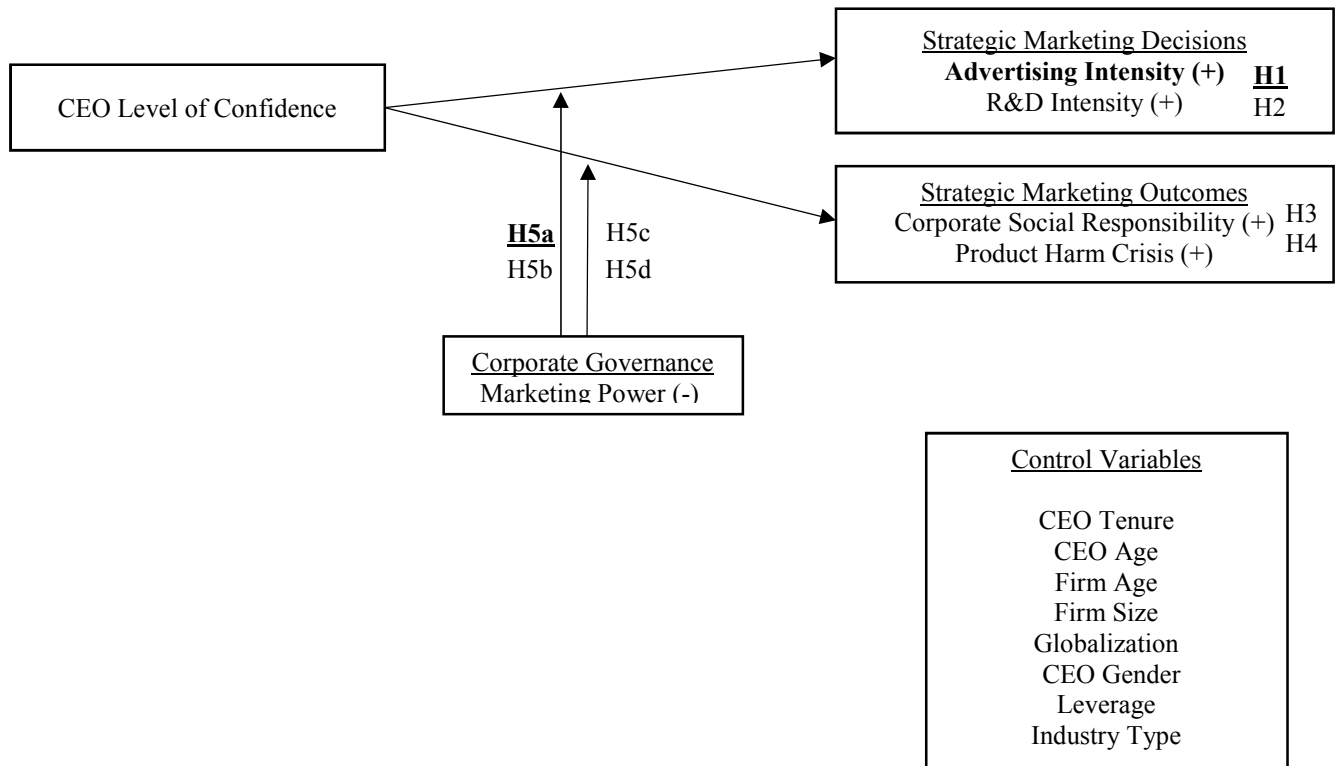 CEO Level of Confidence
Strategic Marketing Decisions
Advertising Intensity (+) H1
R&D Intensity (+) H2
Strategic Marketing Outcomes
Corporate Social Responsibility (+) H3
Product Harm Crisis (+) H4
H5a H5c
H5b H5d
Corporate Governance
Marketing Power (-)
Control Variables
CEO Tenure
CEO Age
Firm Age
Firm Size
Globalization
CEO Gender
Leverage
Industry Type